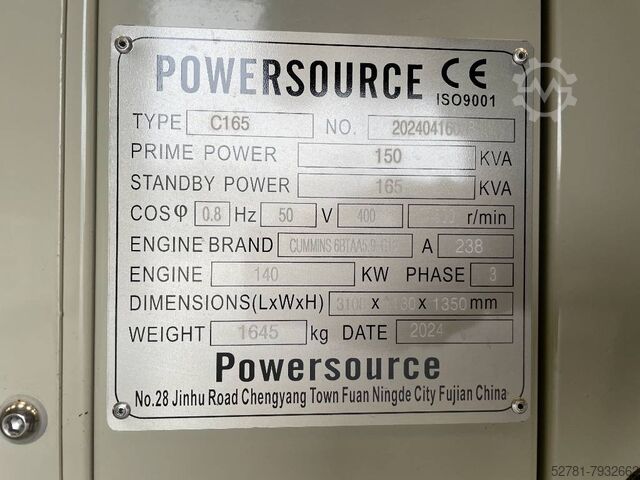 POWERSOURCE CE
ISO9001
TYPE C165 NO.
PRIME POWER 150 KVA
STANDBY POWER 165 KVA
COSφ 0.8 Hz 50 V 400 r/min
ENGINE BRAND CUMMINS A 238
ENGINE 140 KW PHASE 3
DIMENSIONS(LxWxH) 3100 x x 1350 mm
WEIGHT 1645 kg DATE 2024
Powersource
No.28 Jinhu Road Chengyang Town Fuan Ningde City Fujian China
52781-7932662